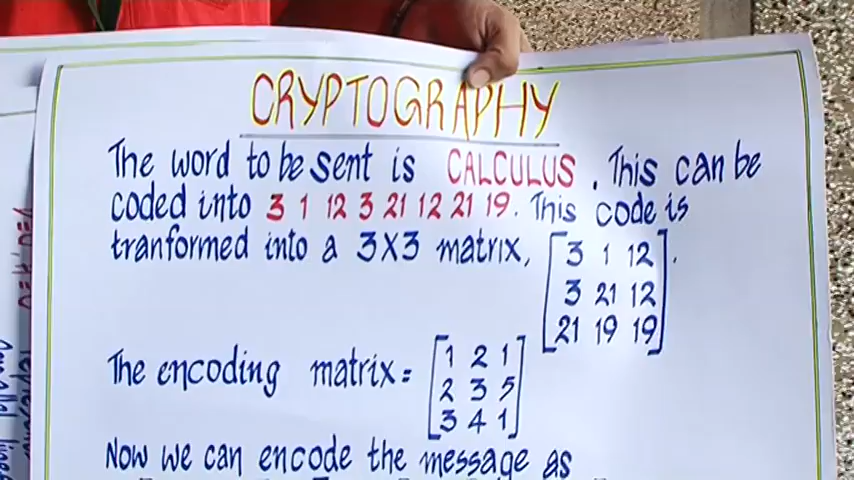 CRYPTOGRAPHY
The word to be sent is CALCULUS. This can be
coded into 3 1 12 3 21 12 21 19. This code is
tranformed into a 3X3 matrix, [3 1 12].
3 21 12
21 19 19
The encoding matrix = [1 2 1]
2 3 5
3 4 1
Now we can encode the message as